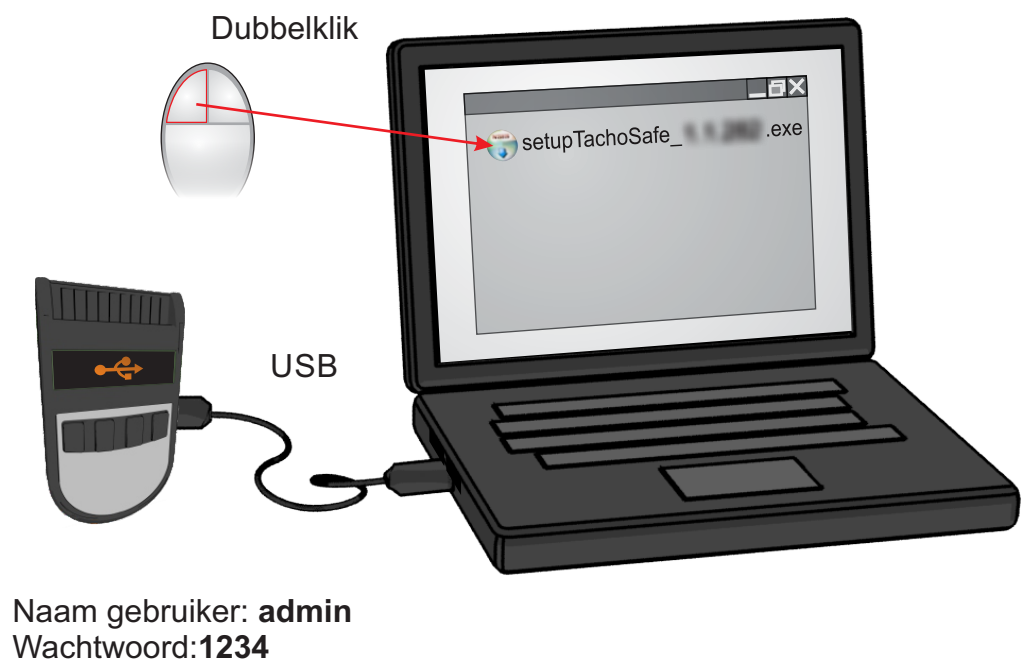 Dubbelklik
setupTachoSafe_ .exe
USB
Naam gebruiker: admin
Wachtwoord:1234